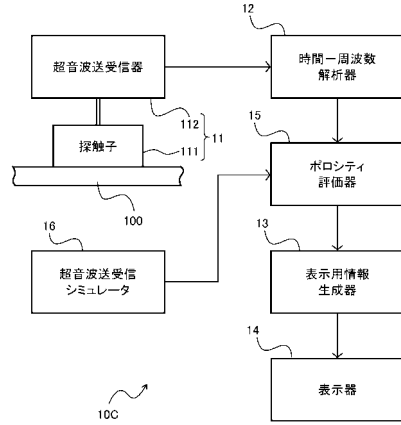 12
超音波送受信器
時間ー周波数
解析器
112
11
15
探触子
111
ポロシティ
評価器
100
16
13
超音波送受信
シミュレータ
表示用情報
生成器
14
表示器
10C